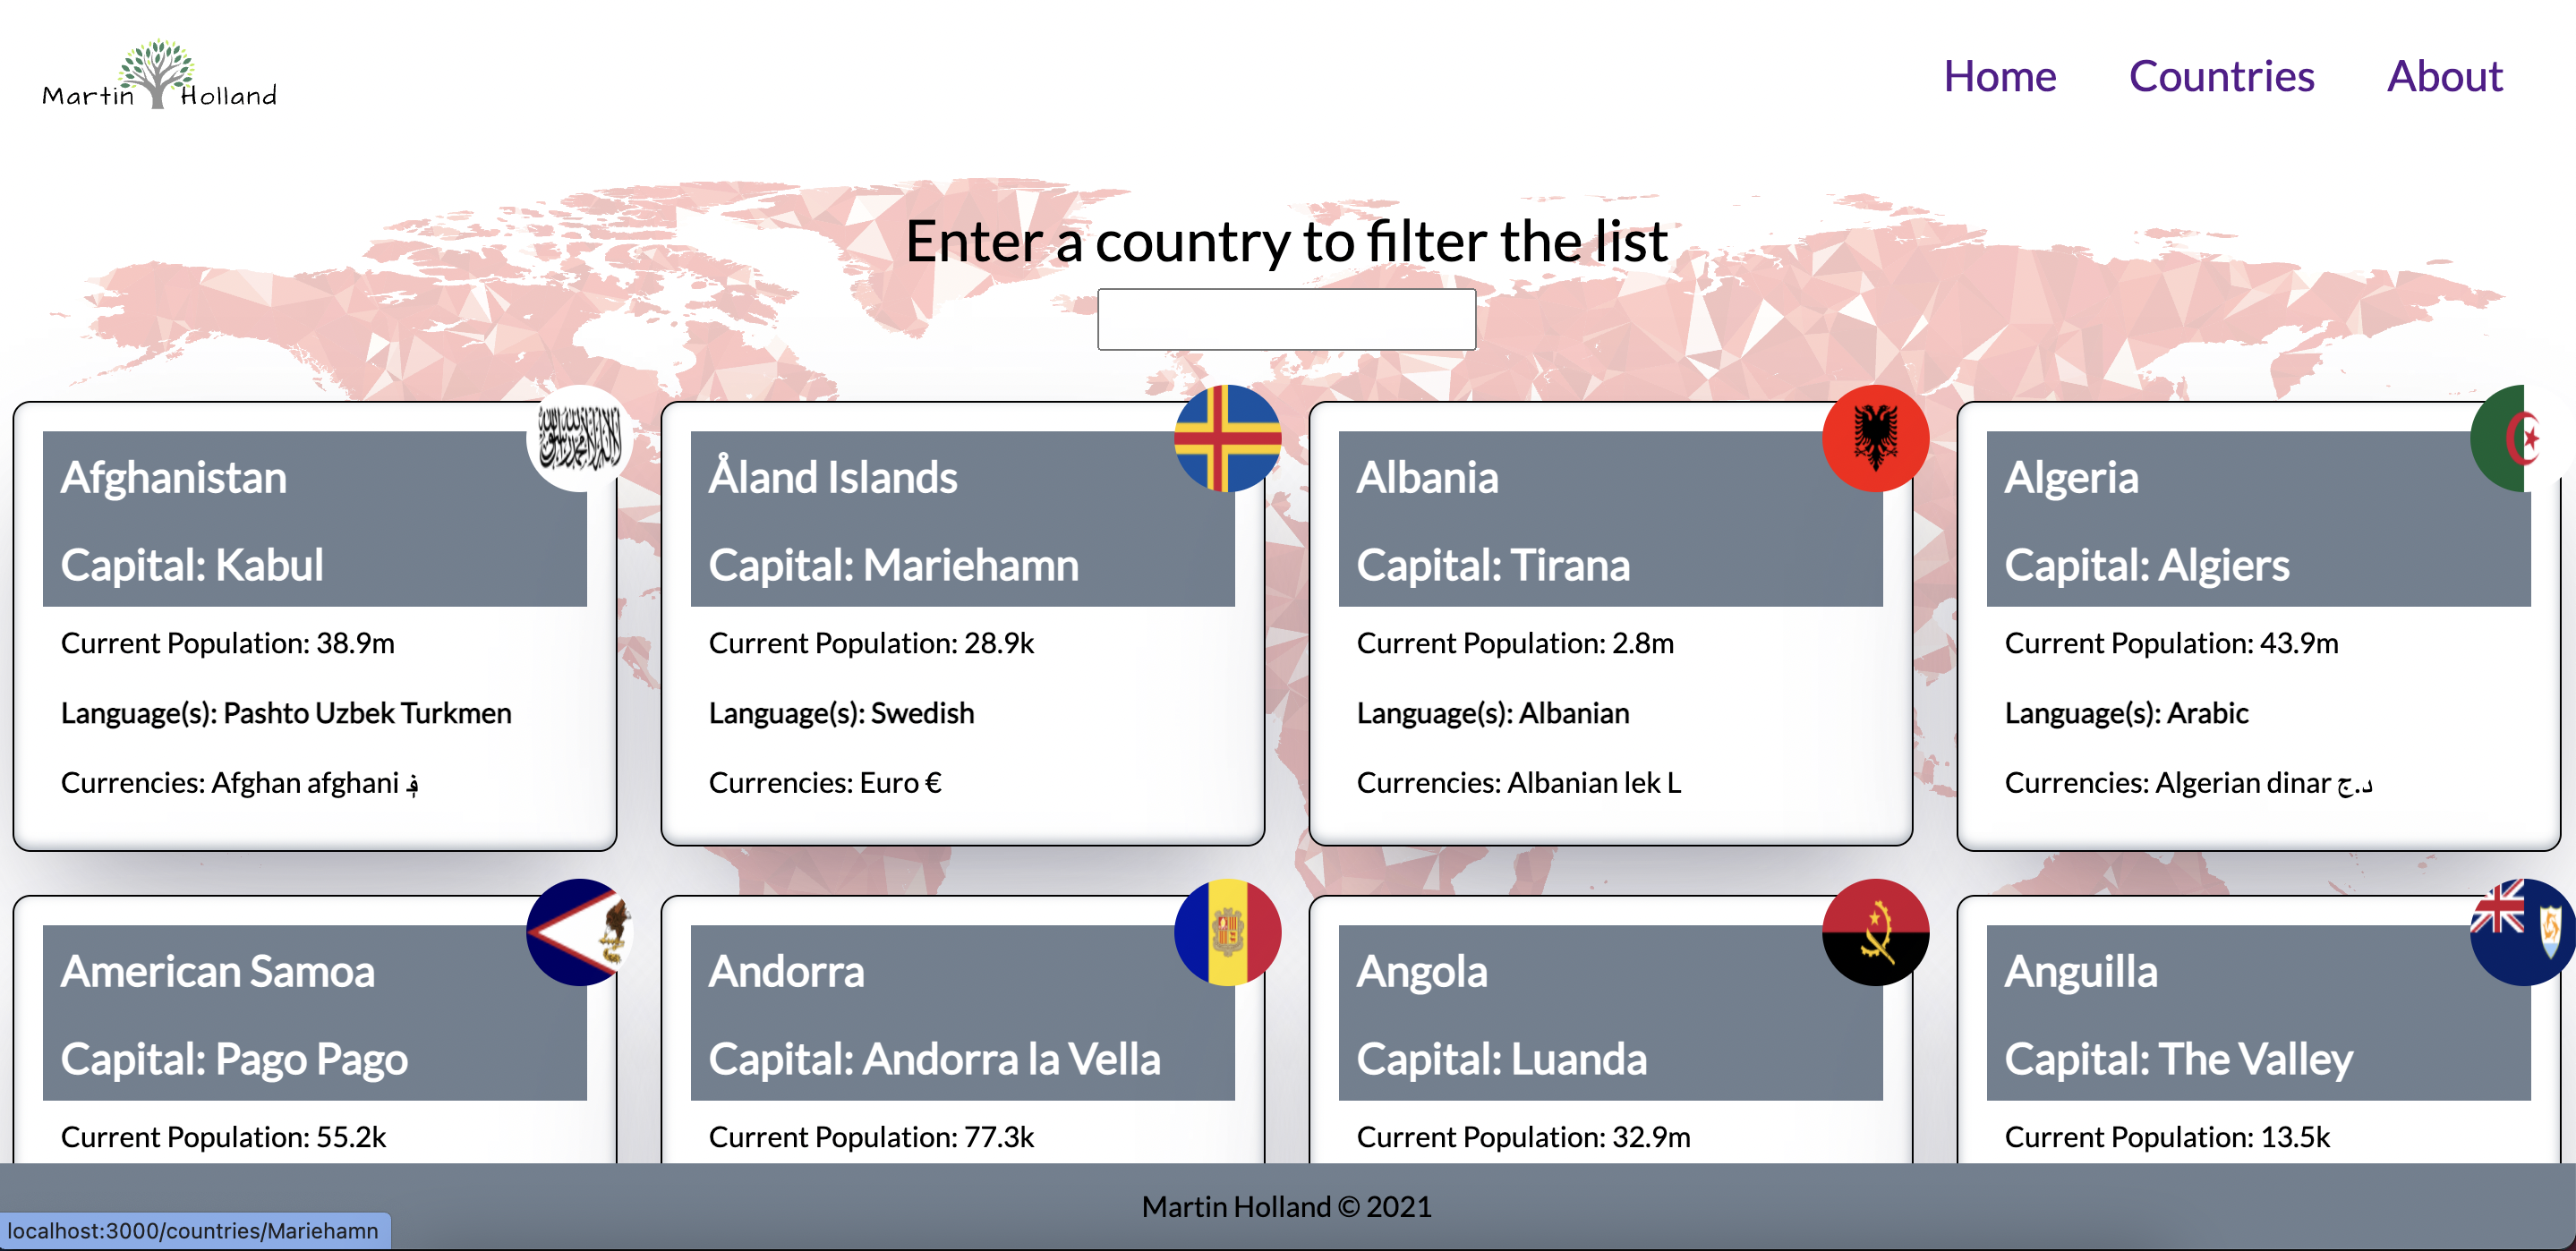 Martin Holland
Home Countries About
Enter a country to filter the list
Afghanistan
Capital: Kabul
Current Population: 38.9m
Language(s): Pashto Uzbek Turkmen
Currencies: Afghan afghani ؋
Åland Islands
Capital: Mariehamn
Current Population: 28.9k
Language(s): Swedish
Currencies: Euro €
Albania
Capital: Tirana
Current Population: 2.8m
Language(s): Albanian
Currencies: Albanian lek L
Algeria
Capital: Algiers
Current Population: 43.9m
Language(s): Arabic
Currencies: Algerian dinar د.ج
American Samoa
Capital: Pago Pago
Current Population: 55.2k
Andorra
Capital: Andorra la Vella
Current Population: 77.3k
Angola
Capital: Luanda
Current Population: 32.9m
Anguilla
Capital: The Valley
Current Population: 13.5k
Martin Holland © 2021
localhost:3000/countries/Mariehamn